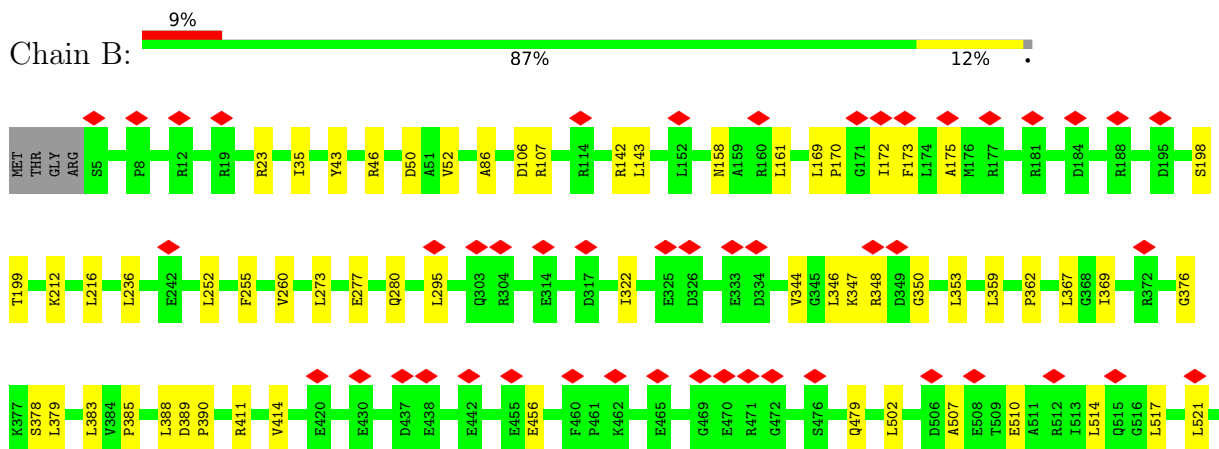 9%
Chain B:
87% 12% •
MET THR GLY ARG S5 P8 R12 R19 R23 I35 Y43 R46 D50 A51 V52 A86 D106 R107 R114 R142 L143 L152 N158 A159 R160 L161 L169 P170 G171 I172 F173 L174 A175 M176 R177 R181 D184 R188 D195 S198
T199 K212 L216 L236 E242 L252 F255 V260 L273 E277 Q280 L295 Q303 R304 E314 D317 I322 E325 D326 E333 D334 V344 G345 L346 K347 R348 D349 G350 L353 L359 P362 L367 G368 I369 R372 G376
K377 S378 L379 L383 V384 P385 L388 D389 P390 R411 V414 E420 E430 D437 E438 E442 E455 E456 F460 P461 K462 E465 G469 E470 R471 G472 S476 Q479 L502 D506 A507 E508 T509 E510 A511 R512 I513 L514 Q515 G516 L517 L521